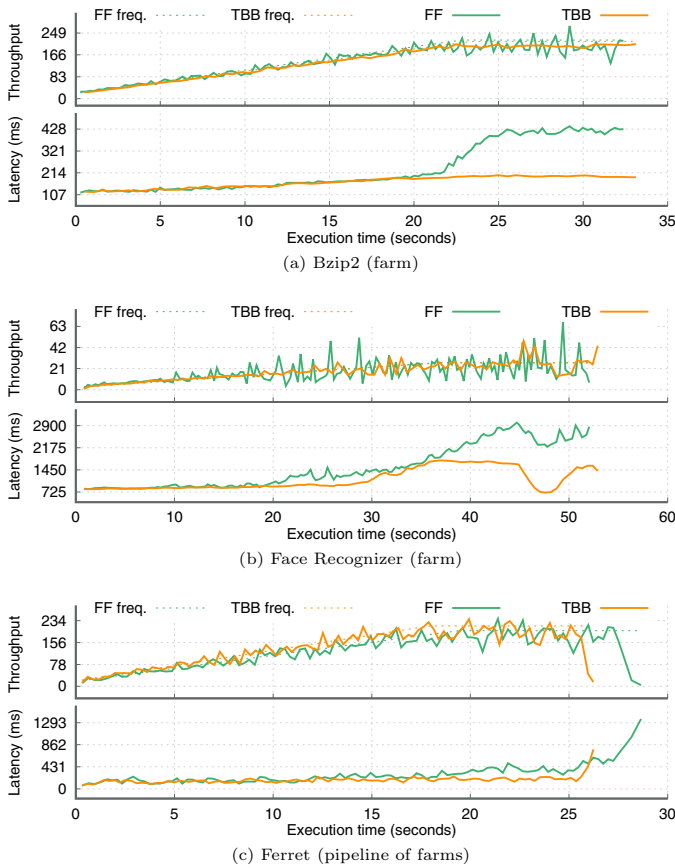 FF freq. TBB freq. FF TBB
Throughput
249
166
83
0
Latency (ms)
428
321
214
107
0 5 10 15 20 25 30 35
Execution time (seconds)
(a) Bzip2 (farm)
FF freq. TBB freq. FF TBB
Throughput
63
42
21
0
Latency (ms)
2900
2175
1450
725
0 10 20 30 40 50 60
Execution time (seconds)
(b) Face Recognizer (farm)
FF freq. TBB freq. FF TBB
Throughput
234
156
78
0
Latency (ms)
1293
862
431
0
0 5 10 15 20 25 30
Execution time (seconds)
(c) Ferret (pipeline of farms)